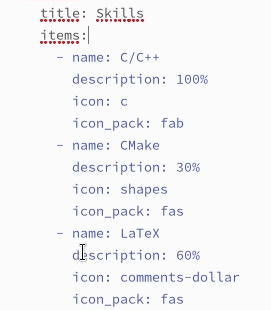 title: Skills
items:
- name: C/C++
description: 100%
icon: c
icon_pack: fab
- name: CMake
description: 30%
icon: shapes
icon_pack: fas
- name: LaTeX
description: 60%
icon: comments-dollar
icon_pack: fas